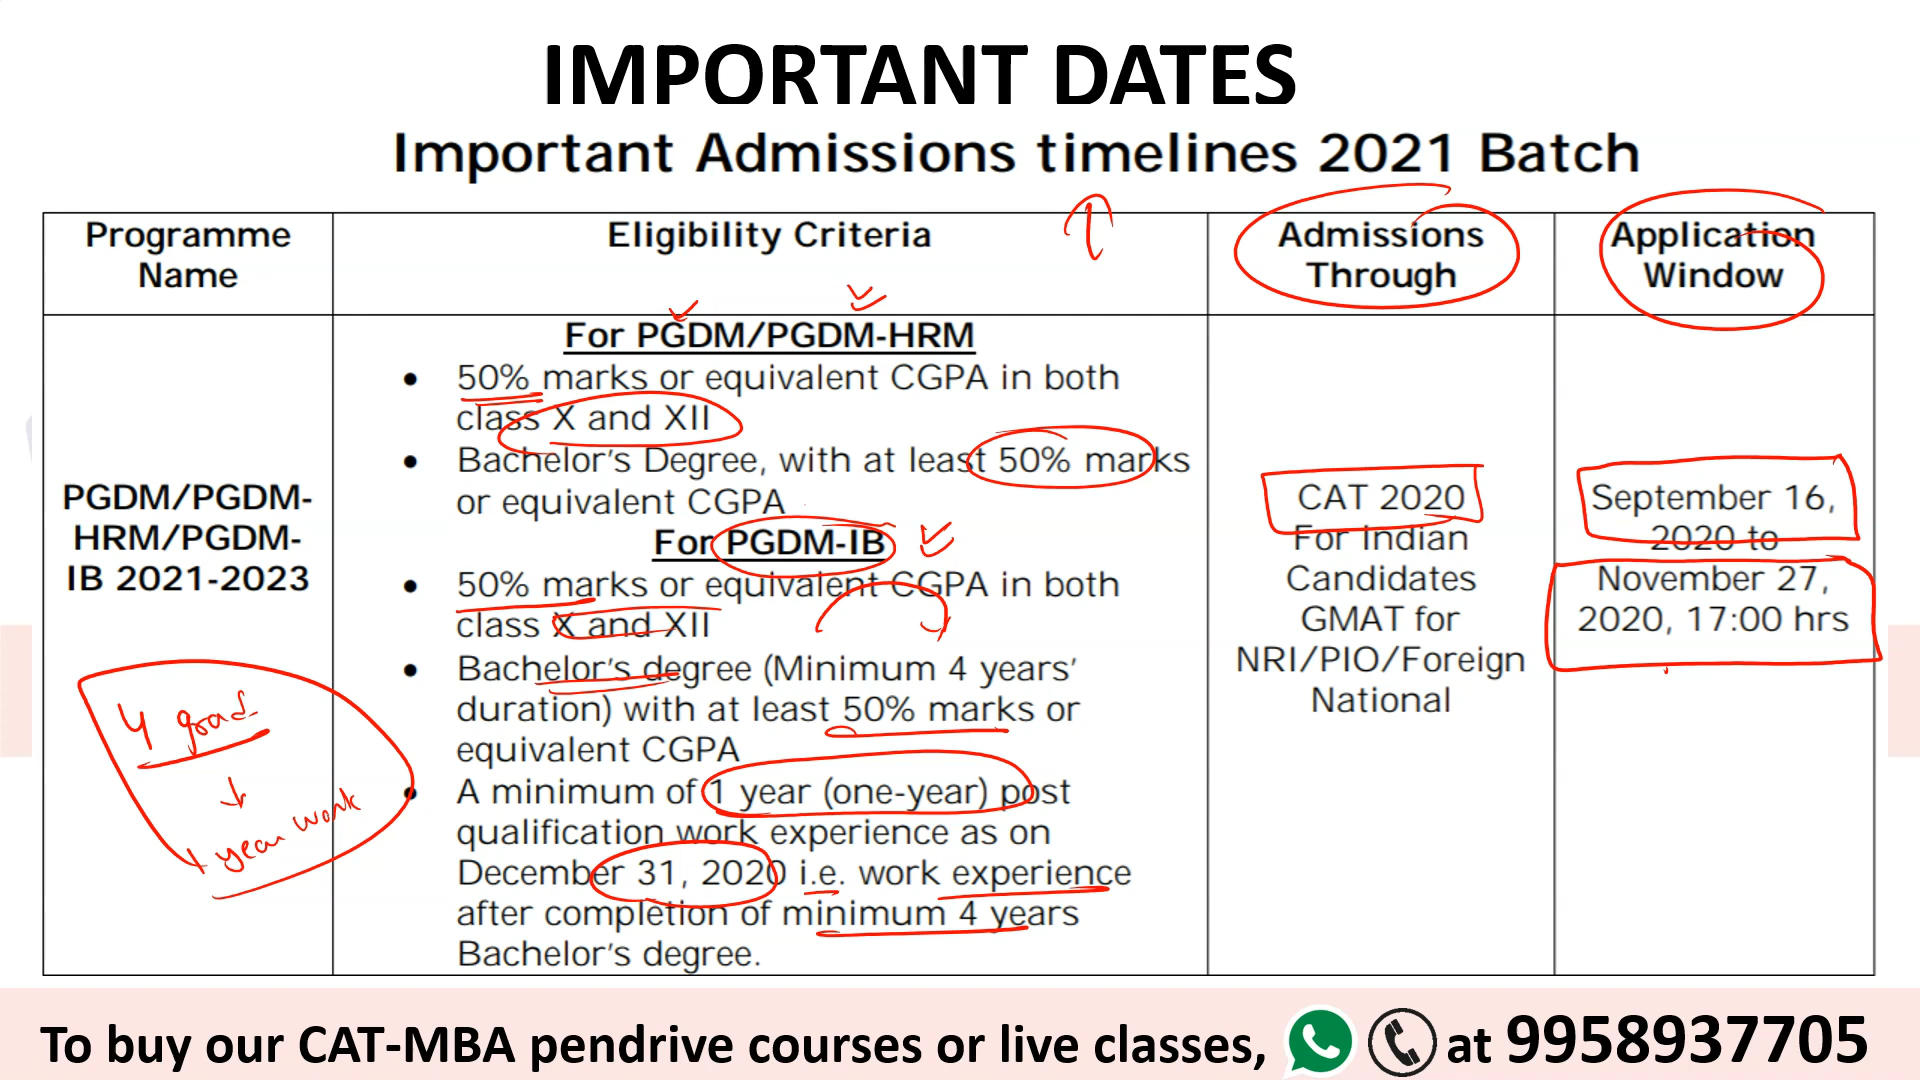 IMPORTANT DATES
Important Admissions timelines 2021 Batch
Programme
Name
Eligibility Criteria
Admissions
Through
Application
Window
PGDM/PGDM-
HRM/PGDM-
IB 2021-2023
For PGDM/PGDM-HRM
• 50% marks or equivalent CGPA in both
class X and XII
• Bachelor's Degree, with at least 50% marks
or equivalent CGPA
For PGDM-IB
• 50% marks or equivalent CGPA in both
class X and XII
• Bachelor's degree (Minimum 4 years'
duration) with at least 50% marks or
equivalent CGPA
• A minimum of 1 year (one-year) post
qualification work experience as on
December 31, 2020 i.e. work experience
after completion of minimum 4 years
Bachelor's degree.
CAT 2020
For Indian
Candidates
GMAT for
NRI/PIO/Foreign
National
September 16,
2020 to
November 27,
2020, 17:00 hrs
4 grad
year work
To buy our CAT-MBA pendrive courses or live classes, at 9958937705